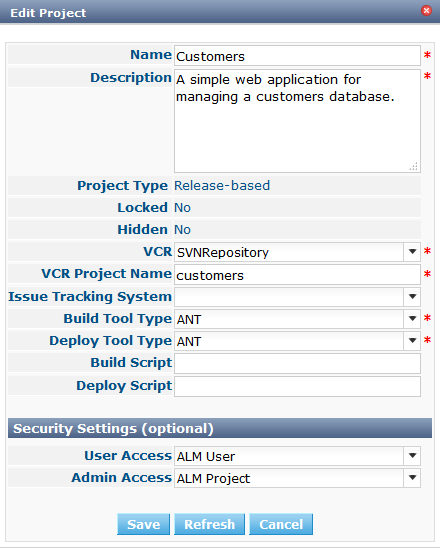 Edit Project
Name Customers *
Description A simple web application for *
managing a customers database.
Project Type Release-based
Locked No
Hidden No
VCR SVNRepository *
VCR Project Name customers *
Issue Tracking System
Build Tool Type ANT *
Deploy Tool Type ANT *
Build Script
Deploy Script
Security Settings (optional)
User Access ALM User
Admin Access ALM Project
Save Refresh Cancel